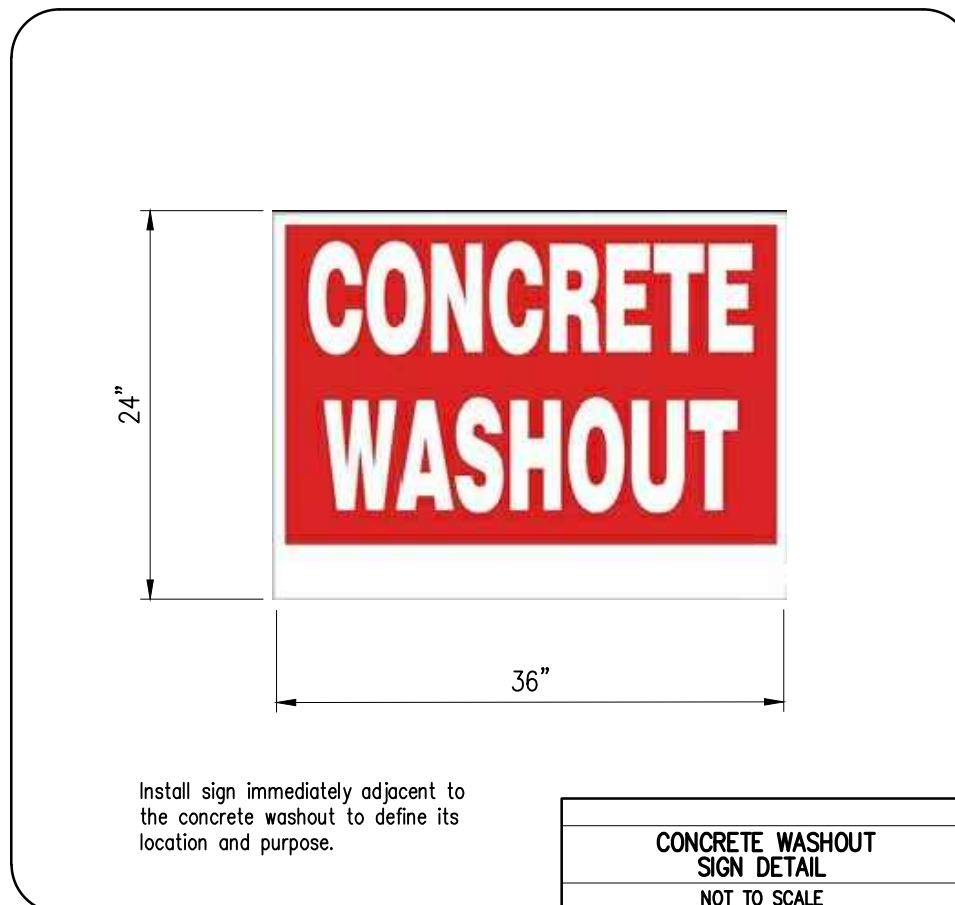 CONCRETE
WASHOUT
24”
36”
Install sign immediately adjacent to
the concrete washout to define its
location and purpose.
CONCRETE WASHOUT
SIGN DETAIL
NOT TO SCALE